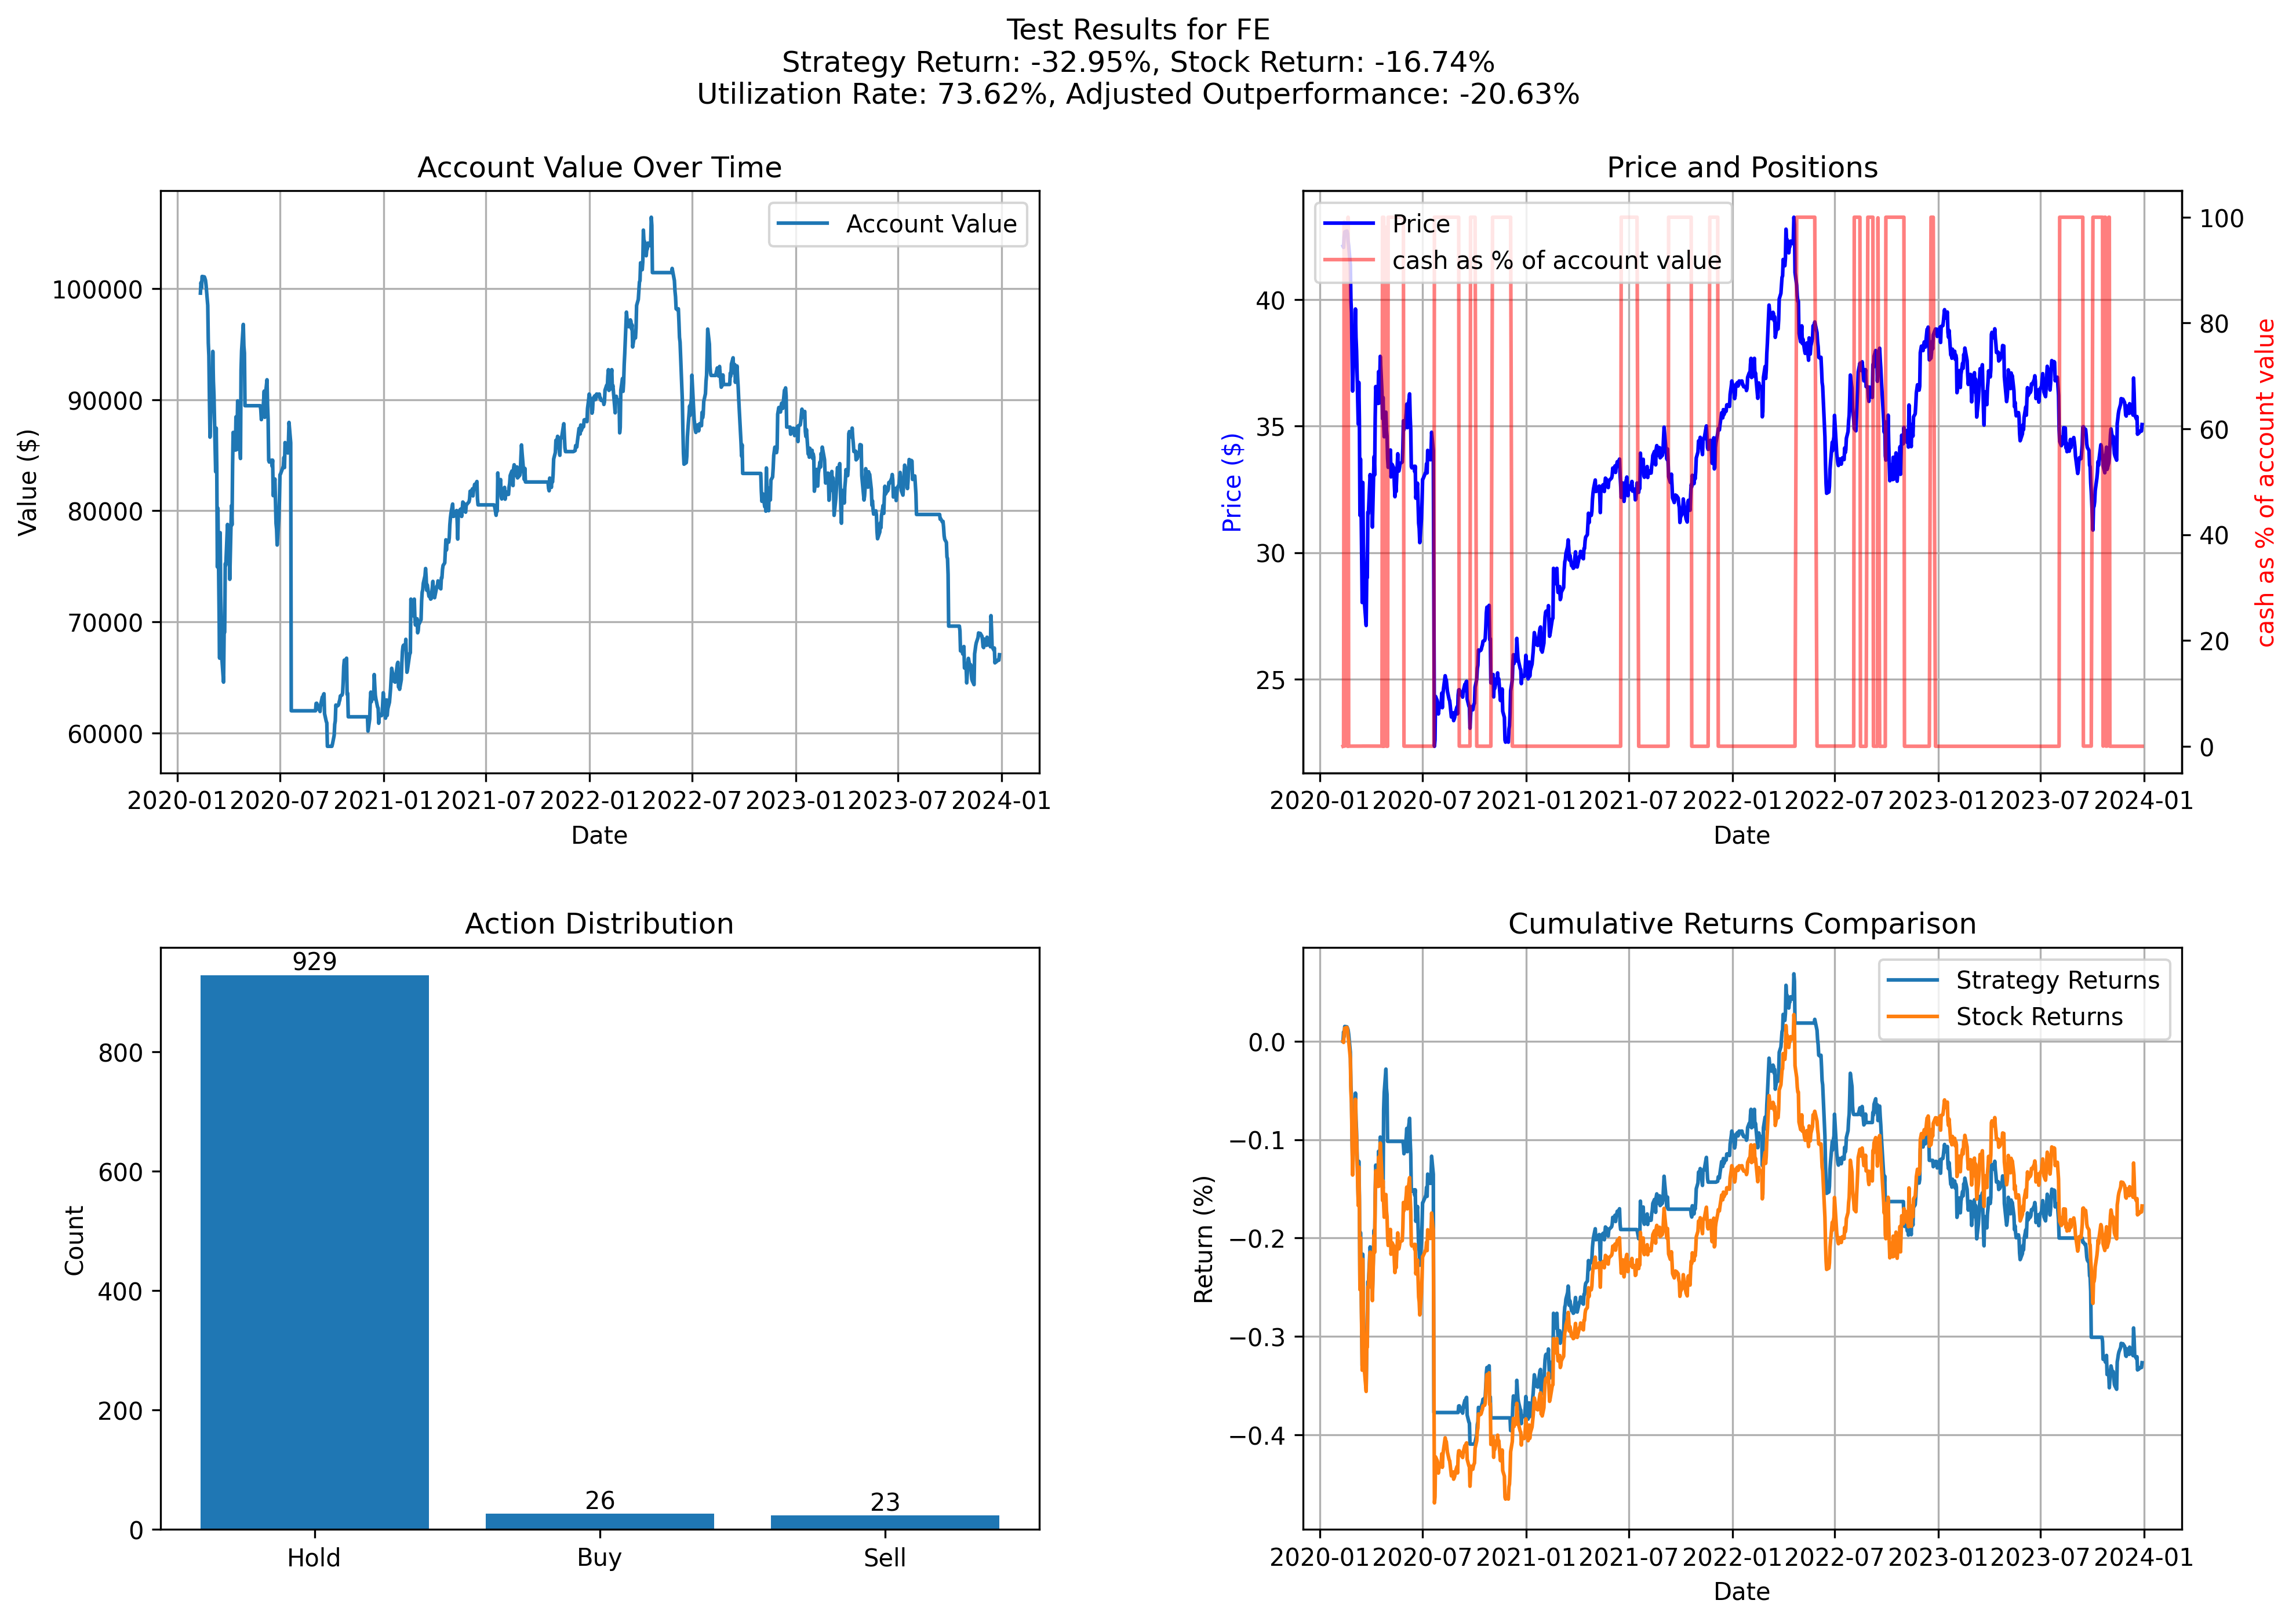 Test Results for FE
Strategy Return: -32.95%, Stock Return: -16.74%
Utilization Rate: 73.62%, Adjusted Outperformance: -20.63%
Account Value Over Time
Account Value
Value ($)
100000
90000
80000
70000
60000
2020-01 2020-07 2021-01 2021-07 2022-01 2022-07 2023-01 2023-07 2024-01
Date
Price and Positions
Price
cash as % of account value
Price ($)
40
35
30
25
100
80
60
40
20
0
cash as % of account value
2020-01 2020-07 2021-01 2021-07 2022-01 2022-07 2023-01 2023-07 2024-01
Date
Action Distribution
Count
800
600
400
200
0
929
26
23
Hold
Buy
Sell
Cumulative Returns Comparison
Strategy Returns
Stock Returns
Return (%)
0.0
−0.1
−0.2
−0.3
−0.4
2020-01 2020-07 2021-01 2021-07 2022-01 2022-07 2023-01 2023-07 2024-01
Date